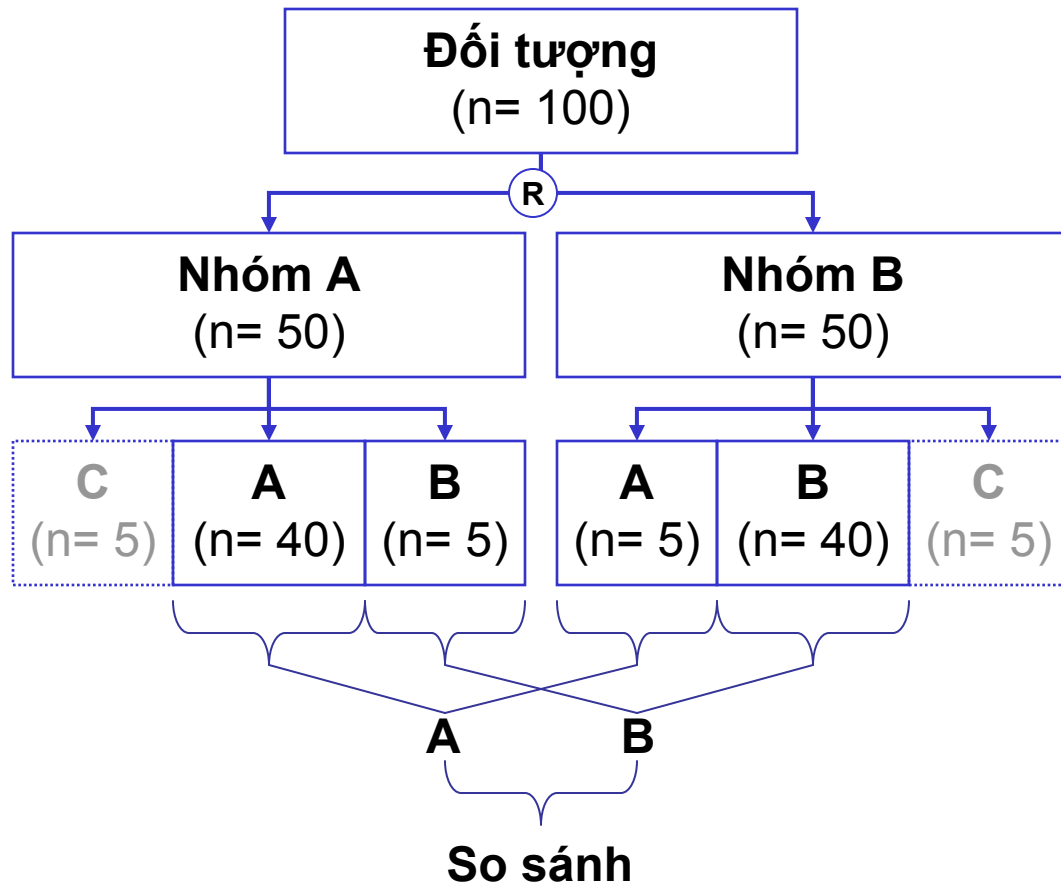 Đối tượng
(n= 100)
R
Nhóm A
(n= 50)
Nhóm B
(n= 50)
C
(n= 5)
A
(n= 40)
B
(n= 5)
A
(n= 5)
B
(n= 40)
C
(n= 5)
A
B
So sánh